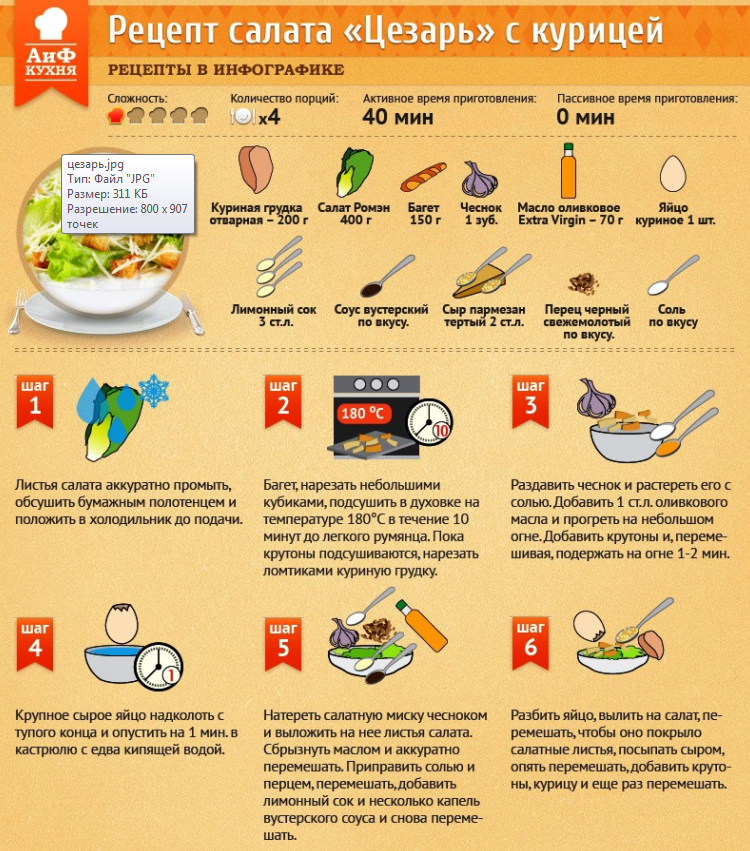 АиФ
КУХНЯ
Рецепт салата «Цезарь» с курицей
РЕЦЕПТЫ В ИНФОГРАФИКЕ
Сложность:
Количество порций:
x4
Активное время приготовления:
40 мин
Пассивное время приготовления:
0 мин
цезарь.jpg
Тип: Файл "JPG"
Размер: 311 КБ
Разрешение: 800 x 907
точек
Куриная грудка
отварная – 200 г
Салат Ромэн
400 г
Багет
150 г
Чеснок
1 зуб.
Масло оливковое
Extra Virgin – 70 г
Яйцо
куриное 1 шт.
Лимонный сок
3 ст.л.
Соус вустерский
по вкусу.
Сыр пармезан
тертый 2 ст.л.
Перец черный
свежемолотый
по вкусу.
Соль
по вкусу
шаг
1
Листья салата аккуратно промыть,
обсушить бумажным полотенцем и
положить в холодильник до подачи.
шаг
2
180 °C
10
Багет, нарезать небольшими
кубиками, подсушить в духовке на
температуре 180°С в течение 10
минут до легкого румянца. Пока
крутоны подсушиваются, нарезать
ломтиками куриную грудку.
шаг
3
Раздавить чеснок и растереть его с
солью. Добавить 1 ст.л. оливкового
масла и прогреть на небольшом
огне. Добавить крутоны и, переме-
шивая, подержать на огне 1-2 мин.
шаг
4
1
Крупное сырое яйцо надколоть с
тупого конца и опустить на 1 мин. в
кастрюлю с едва кипящей водой.
шаг
5
Натереть салатную миску чесноком
и выложить на нее листья салата.
Сбрызнуть маслом и аккуратно
перемешать. Приправить солью и
перцем, перемешать, добавить
лимонный сок и несколько капель
вустерского соуса и снова переме-
шать.
шаг
6
Разбить яйцо, вылить на салат, пе-
ремешать, чтобы оно покрыло
салатные листья, посыпать сыром,
опять перемешать, добавить круто-
ны, курицу и еще раз перемешать.